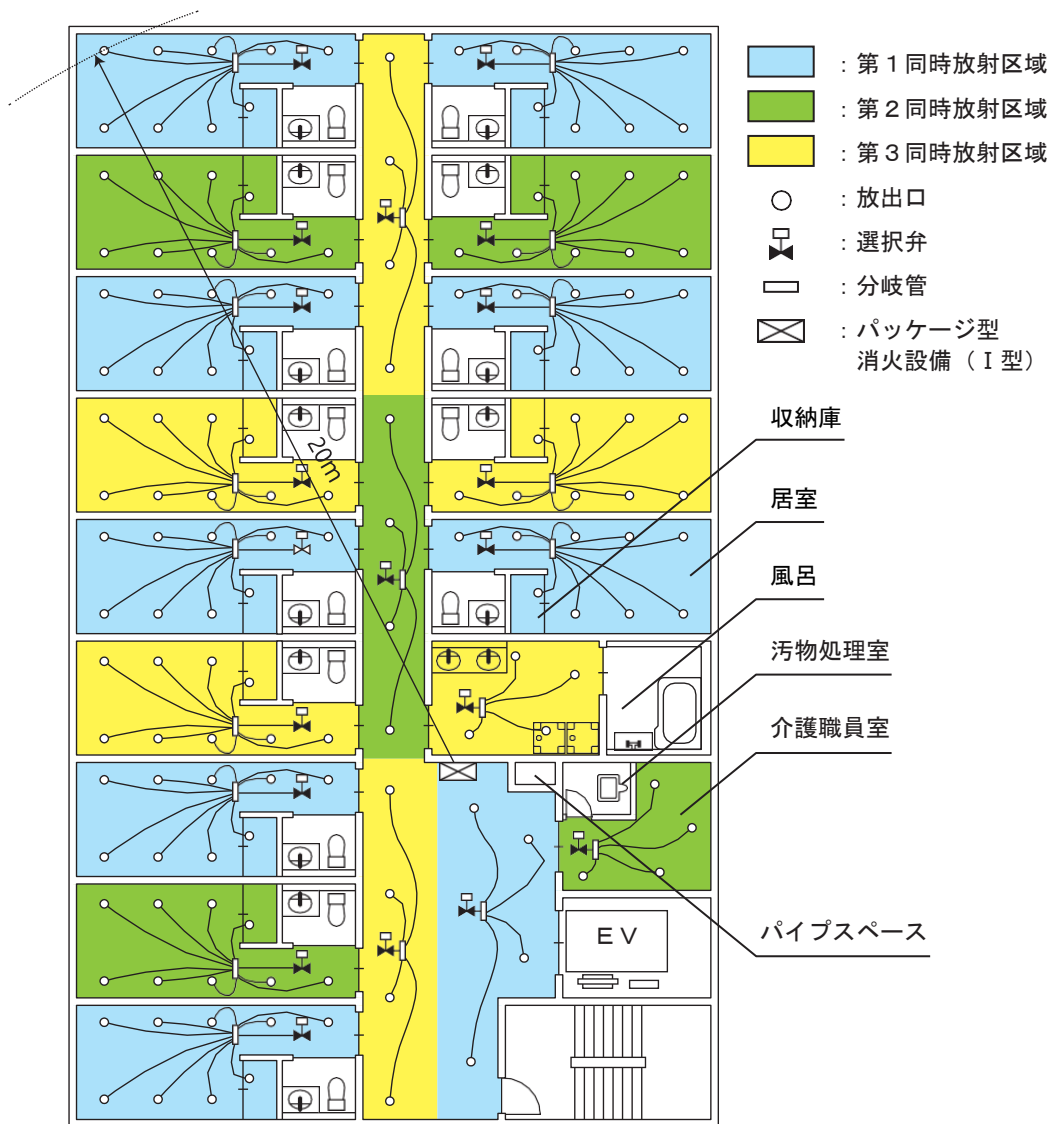 ：第１同時放射区域
：第２同時放射区域
：第３同時放射区域
：放出口
：選択弁
：分岐管
：パッケージ型
消火設備（Ⅰ型）
収納庫
20m
居室
風呂
汚物処理室
介護職員室
パイプスペース
ＥＶ